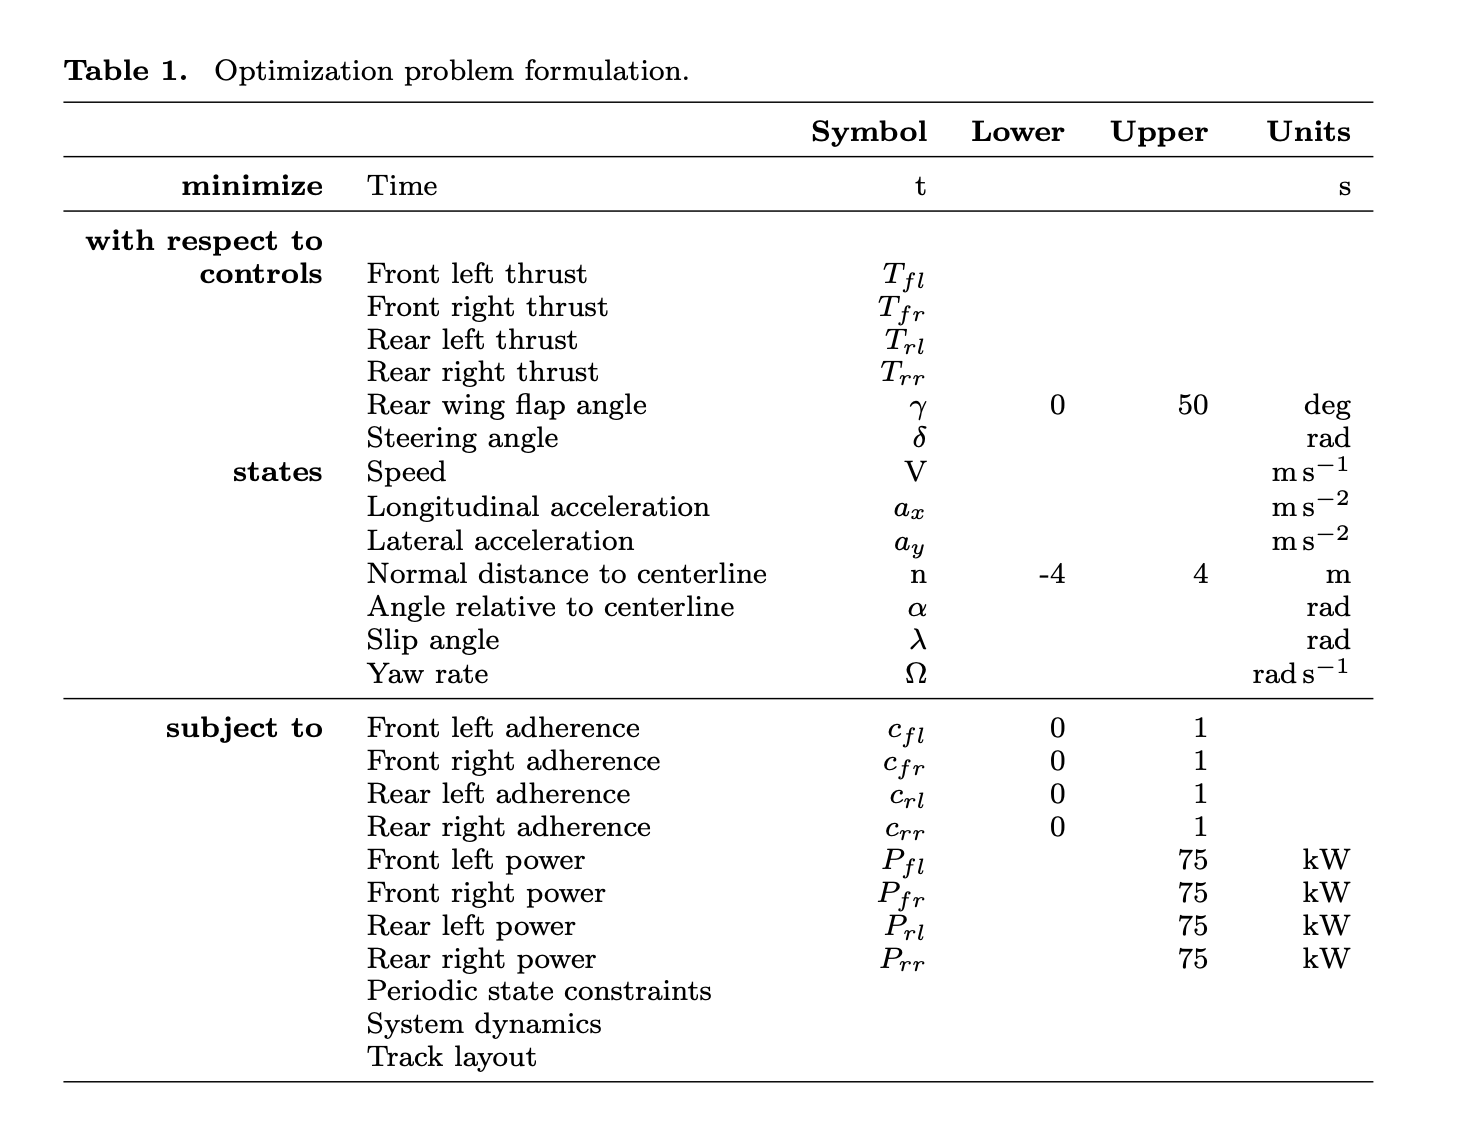 Table 1. Optimization problem formulation.
Symbol Lower Upper Units
minimize Time t s
with respect to
controls Front left thrust T_{fl}
Front right thrust T_{fr}
Rear left thrust T_{rl}
Rear right thrust T_{rr}
Rear wing flap angle γ 0 50 deg
Steering angle δ rad
states Speed V m s^{−1}
Longitudinal acceleration a_x m s^{−2}
Lateral acceleration a_y m s^{−2}
Normal distance to centerline n -4 4 m
Angle relative to centerline α rad
Slip angle λ rad
Yaw rate Ω rad s^{−1}
subject to Front left adherence c_{fl} 0 1
Front right adherence c_{fr} 0 1
Rear left adherence c_{rl} 0 1
Rear right adherence c_{rr} 0 1
Front left power P_{fl} 75 kW
Front right power P_{fr} 75 kW
Rear left power P_{rl} 75 kW
Rear right power P_{rr} 75 kW
Periodic state constraints
System dynamics
Track layout